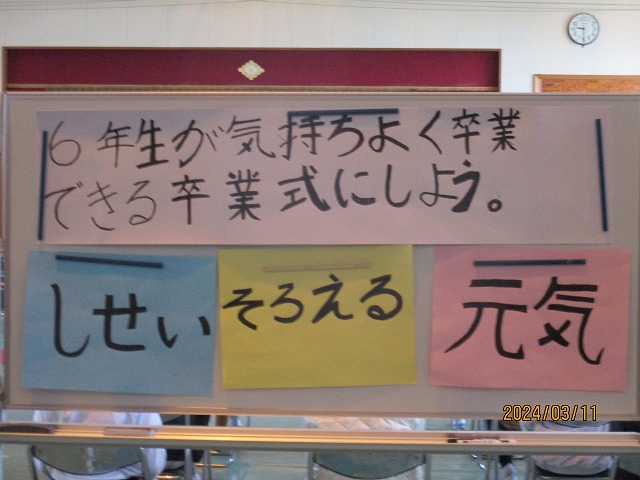 6年生が気持ちよく卒業
できる卒業式にしよう。
しせい
そろえる
元気
2024/03/11